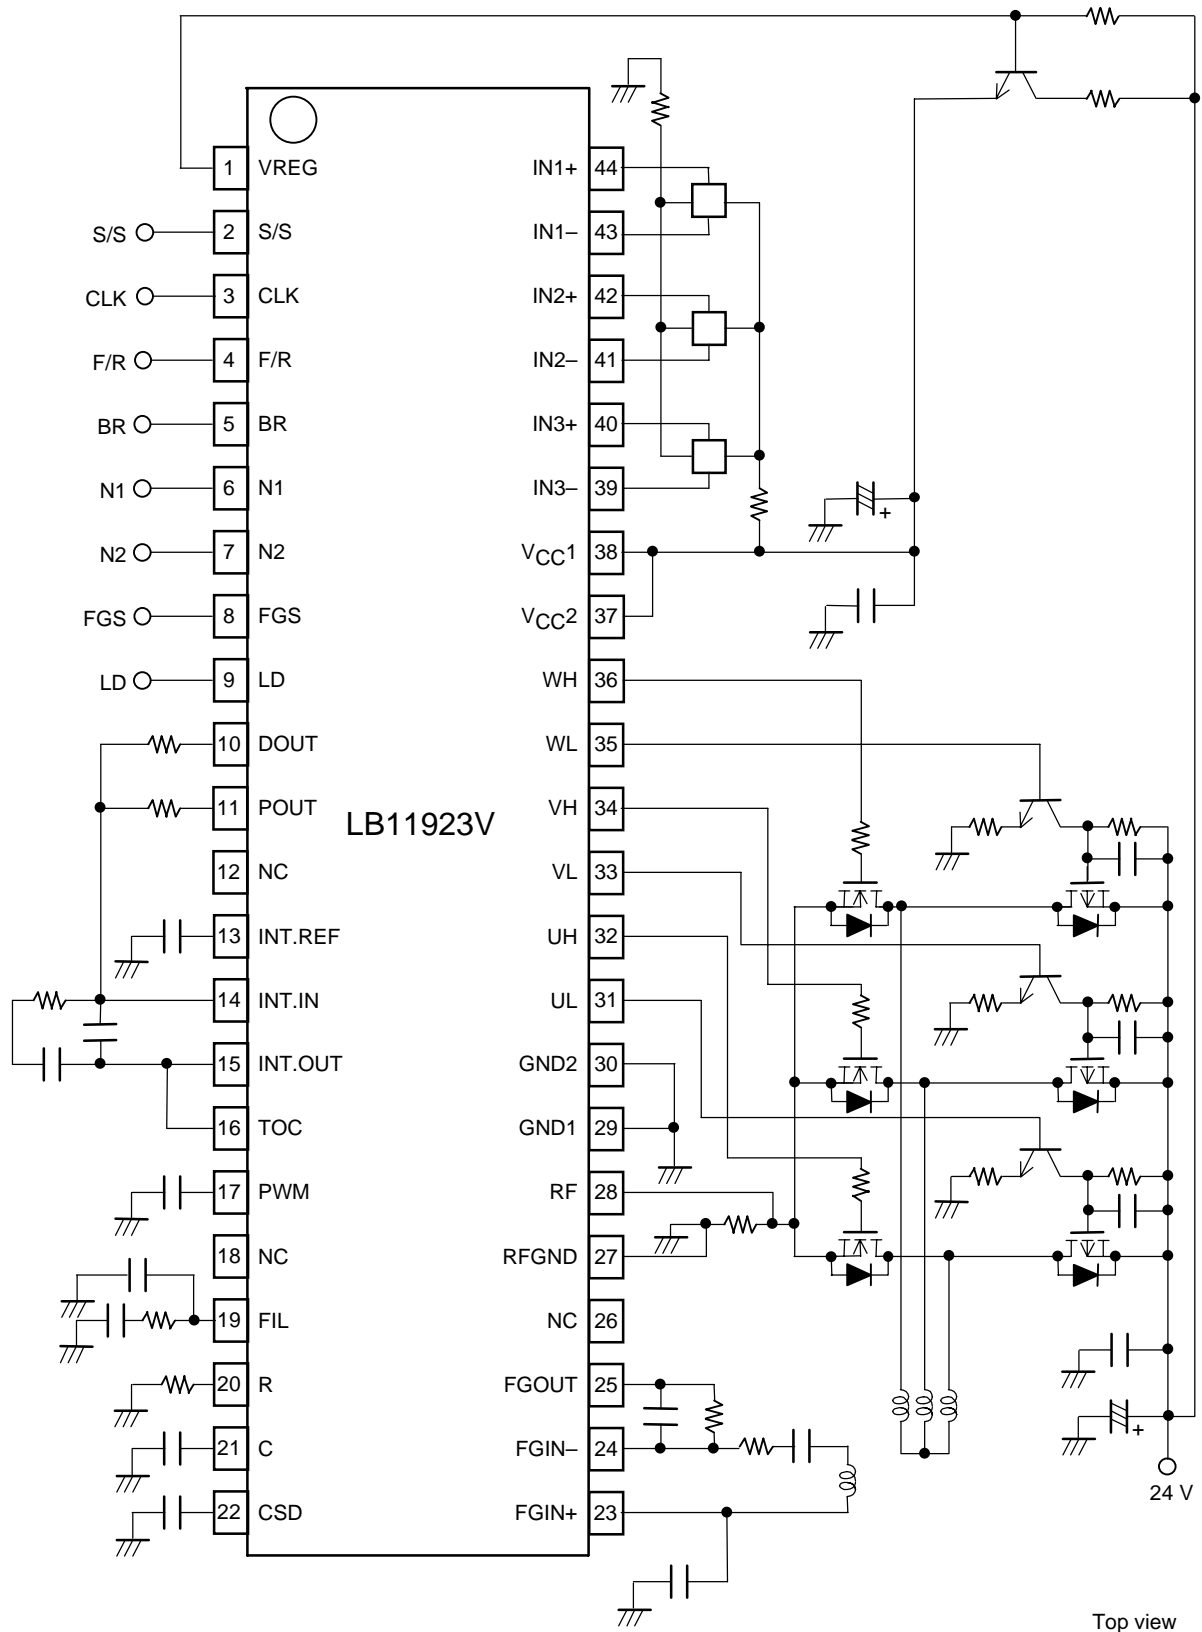 1 VREG IN1+ 44
S/S 2 S/S IN1– 43
CLK 3 CLK IN2+ 42
F/R 4 F/R IN2– 41
BR 5 BR IN3+ 40
N1 6 N1 IN3– 39
+
N2 7 N2 VCC1 38
FGS 8 FGS VCC2 37
LD 9 LD WH 36
10 DOUT WL 35
11 POUT VH 34
LB11923V
12 NC VL 33
13 INT.REF UH 32
14 INT.IN UL 31
15 INT.OUT GND2 30
16 TOC GND1 29
17 PWM RF 28
18 NC RFGND 27
19 FIL NC 26
20 R FGOUT 25
+
21 C FGIN– 24
24 V
22 CSD FGIN+ 23
Top view